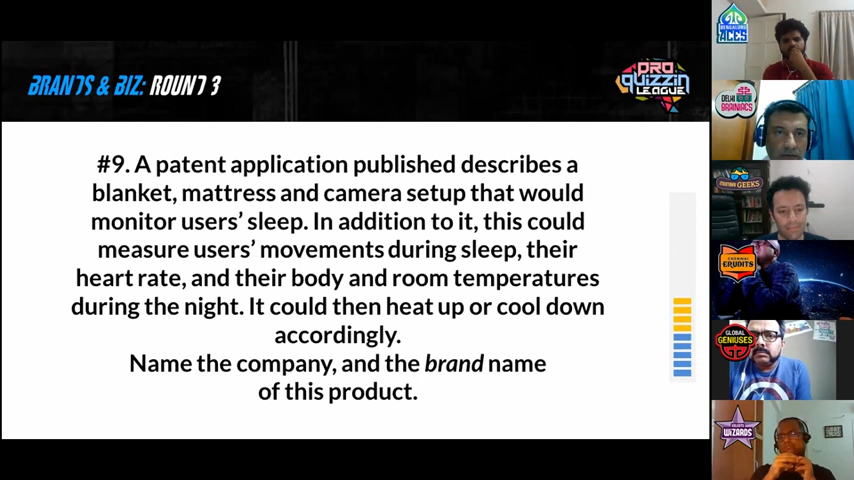 BRANDS & BIZ: ROUND 3
PRO
QUIZZIN
LEAGUE
#9. A patent application published describes a
blanket, mattress and camera setup that would
monitor users' sleep. In addition to it, this could
measure users' movements during sleep, their
heart rate, and their body and room temperatures
during the night. It could then heat up or cool down
accordingly.
Name the company, and the brand name
of this product.
BENGALURU
ACES
DELHI
BRAINIACS
GEEKS
CHENNAI
ERUDITS
GLOBAL
GENIUSES
WIZARDS